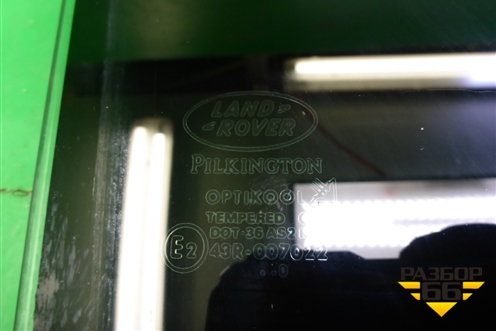 LAND
ROVER
PILKINGTON
OPTIKOOL
TEMPERED
DOT-36 AS2
E2 43R-007022
РАЗБОР
66